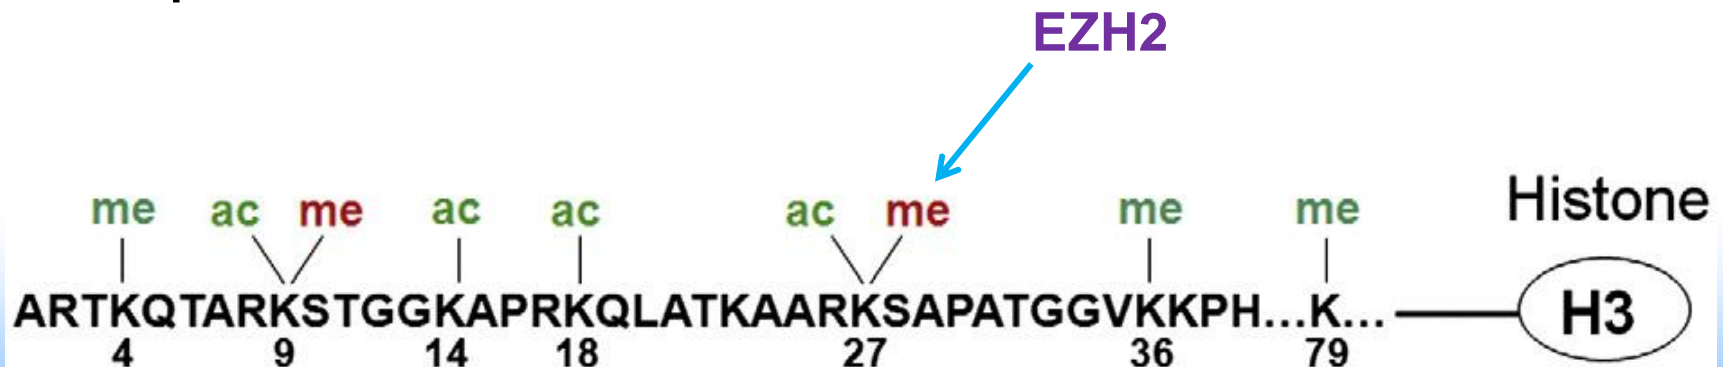 EZH2
me ac me ac ac ac me me me Histone
ARTKQTARKSTGGKAPRKQLATKAARKSAPATGGVKKPH...K... H3
4 9 14 18 27 36 79